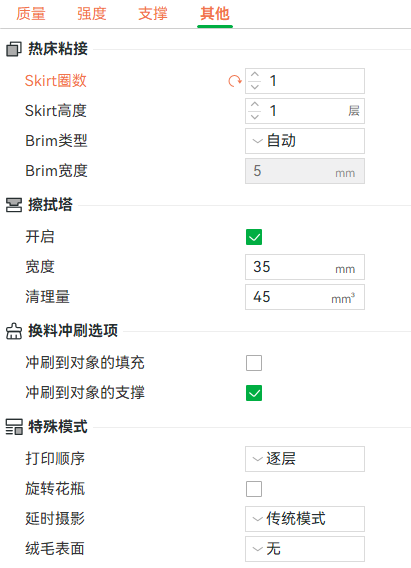 质量 强度 支撑 其他
热床粘接
Skirt圈数 1
Skirt高度 1 层
Brim类型 自动
Brim宽度 5 mm
擦拭塔
开启
宽度 35 mm
清理量 45 mm³
换料冲刷选项
冲刷到对象的填充
冲刷到对象的支撑
特殊模式
打印顺序 逐层
旋转花瓶
延时摄影 传统模式
绒毛表面 无